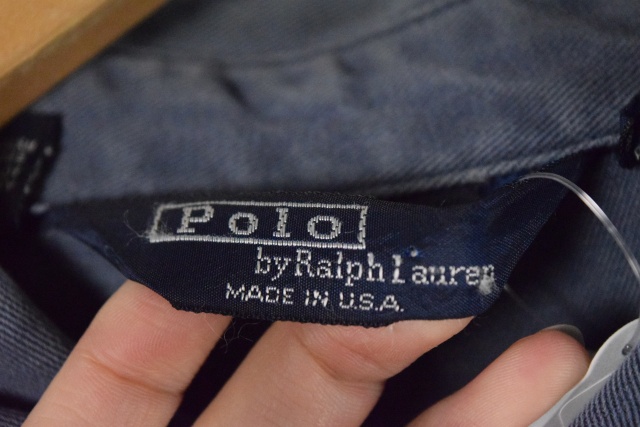 Polo
by Ralph Lauren
MADE IN U.S.A.